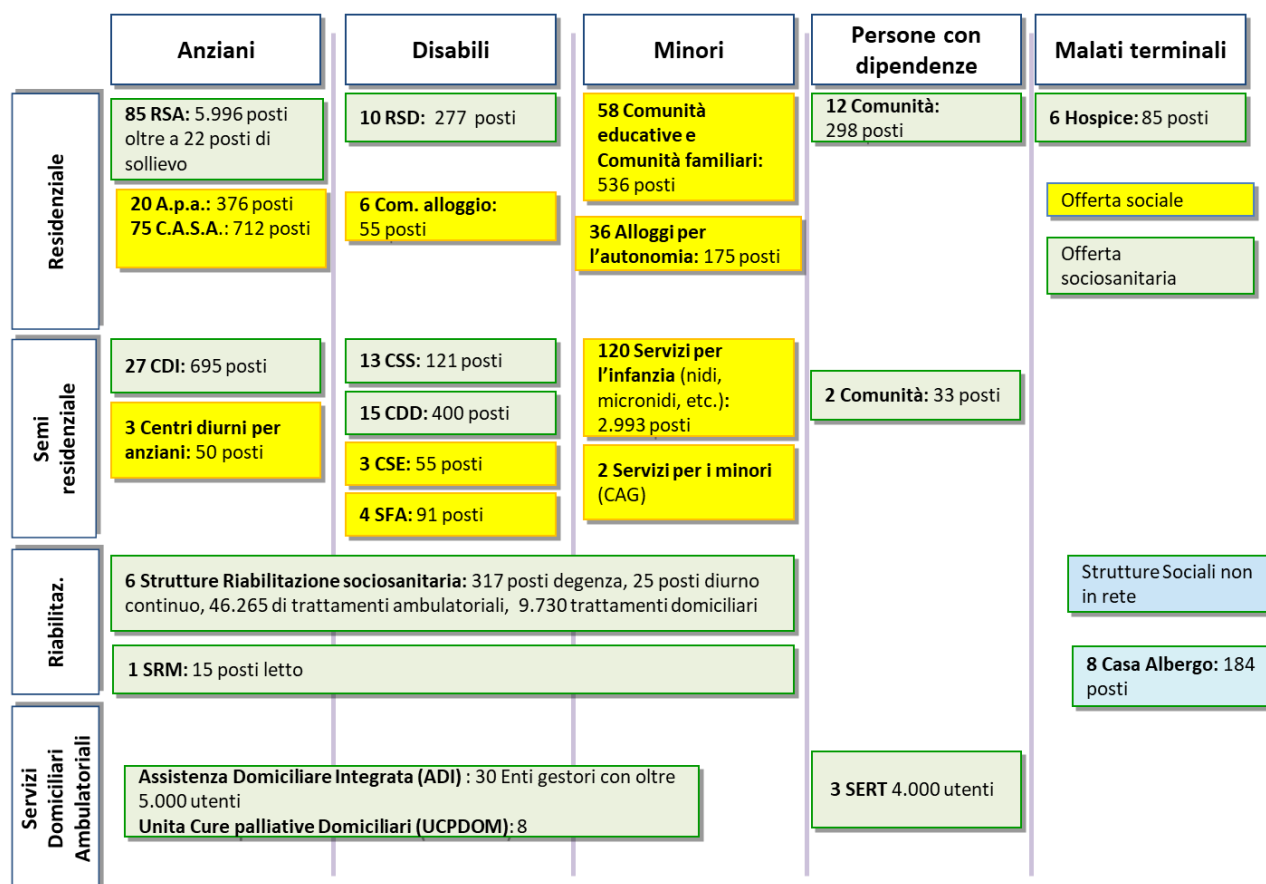 Anziani
Disabili
Minori
Persone con
dipendenze
Malati terminali
Residenziale
85 RSA: 5.996 posti
oltre a 22 posti di
sollievo
20 A.p.a.: 376 posti
75 C.A.S.A.: 712 posti
10 RSD: 277 posti
6 Com. alloggio:
55 posti
58 Comunità
educative e
Comunità familiari:
536 posti
36 Alloggi per
l'autonomia: 175 posti
12 Comunità:
298 posti
6 Hospice: 85 posti
Offerta sociale
Offerta
sociosanitaria
Semi
residenziale
27 CDI: 695 posti
3 Centri diurni per
anziani: 50 posti
13 CSS: 121 posti
15 CDD: 400 posti
3 CSE: 55 posti
4 SFA: 91 posti
120 Servizi per
l'infanzia (nidi,
micronidi, etc.):
2.993 posti
2 Servizi per i minori
(CAG)
2 Comunità: 33 posti
Riabilitaz.
6 Strutture Riabilitazione sociosanitaria: 317 posti degenza, 25 posti diurno
continuo, 46.265 di trattamenti ambulatoriali, 9.730 trattamenti domiciliari
1 SRM: 15 posti letto
Strutture Sociali non
in rete
8 Casa Albergo: 184
posti
Servizi
Domiciliari
Ambulatoriali
Assistenza Domiciliare Integrata (ADI) : 30 Enti gestori con oltre
5.000 utenti
Unita Cure palliative Domiciliari (UCPDOM): 8
3 SERT 4.000 utenti